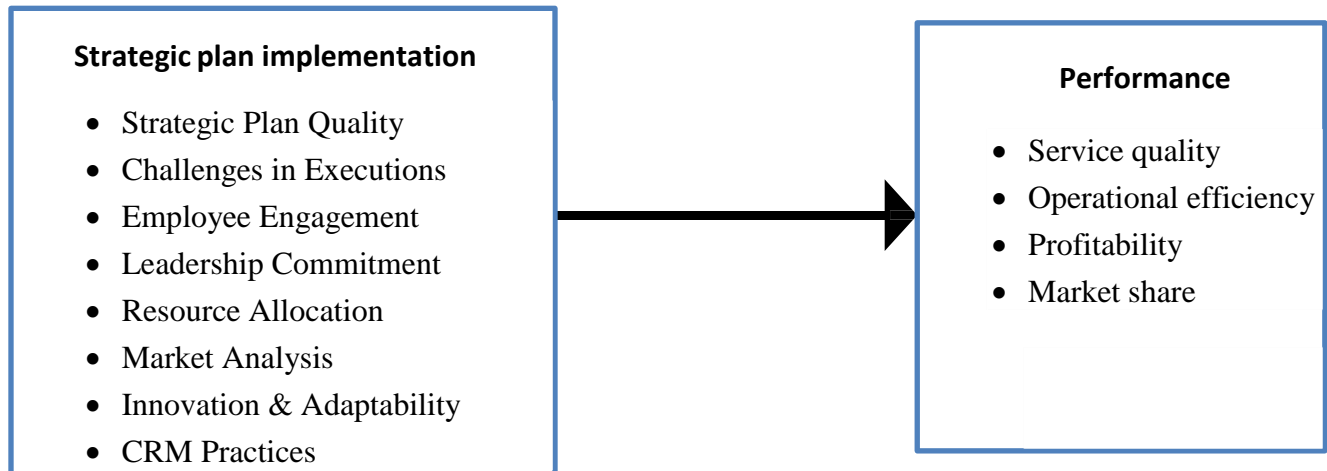 Strategic plan implementation
• Strategic Plan Quality
• Challenges in Executions
• Employee Engagement
• Leadership Commitment
• Resource Allocation
• Market Analysis
• Innovation & Adaptability
• CRM Practices
Performance
• Service quality
• Operational efficiency
• Profitability
• Market share